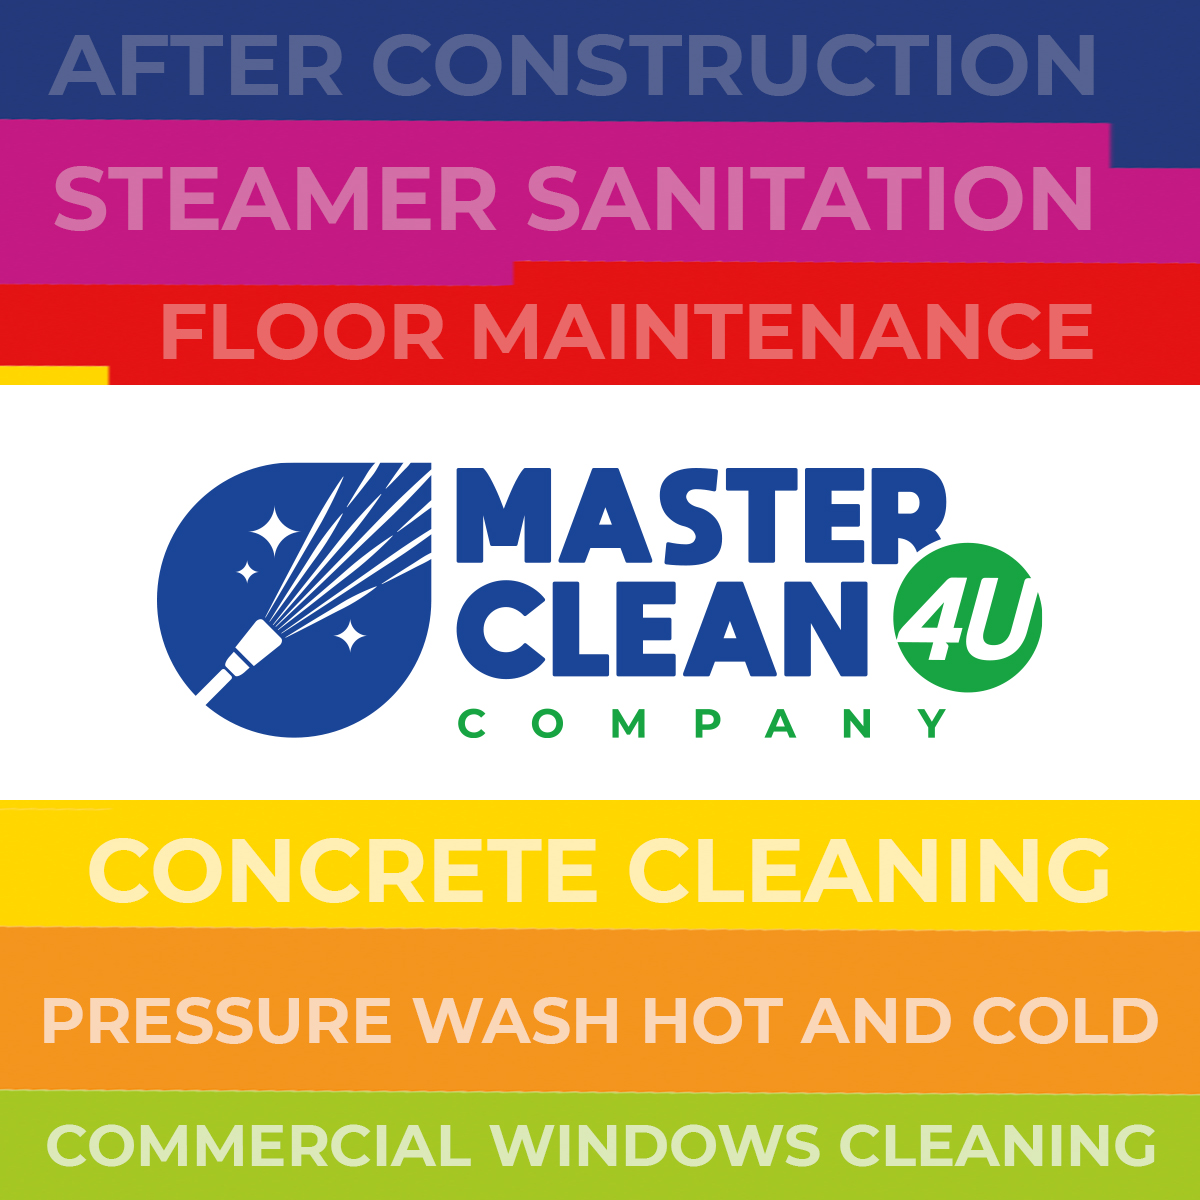 AFTER CONSTRUCTION
STEAMER SANITATION
FLOOR MAINTENANCE
MASTER
CLEAN 4U
COMPANY
CONCRETE CLEANING
PRESSURE WASH HOT AND COLD
COMMERCIAL WINDOWS CLEANING